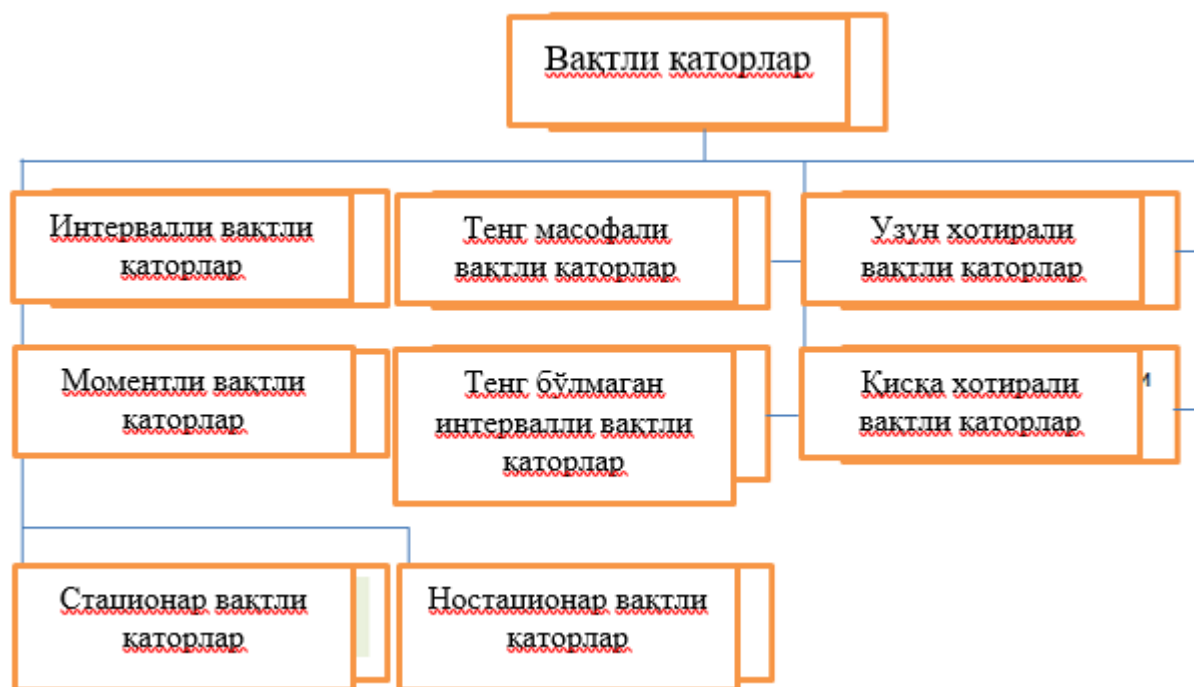 Вақтли қаторлар
Интервалли вақтли
қаторлар
Тенг масофали
вақтли қаторлар
Узун хотирали
вақтли қаторлар
Моментли вақтли
қаторлар
Тенг бўлмаган
интервалли вақтли
қаторлар
Қисқа хотирали
вақтли қаторлар
Стационар вақтли
қаторлар
Ностационар вақтли
қаторлар